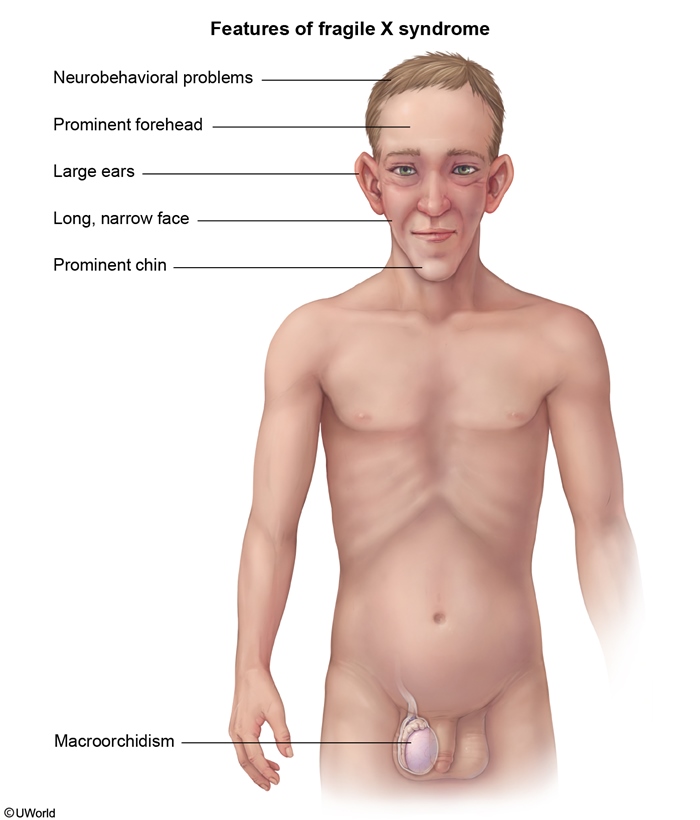 Features of fragile X syndrome
Neurobehavioral problems
Prominent forehead
Large ears
Long, narrow face
Prominent chin
Macroorchidism
©UWorld